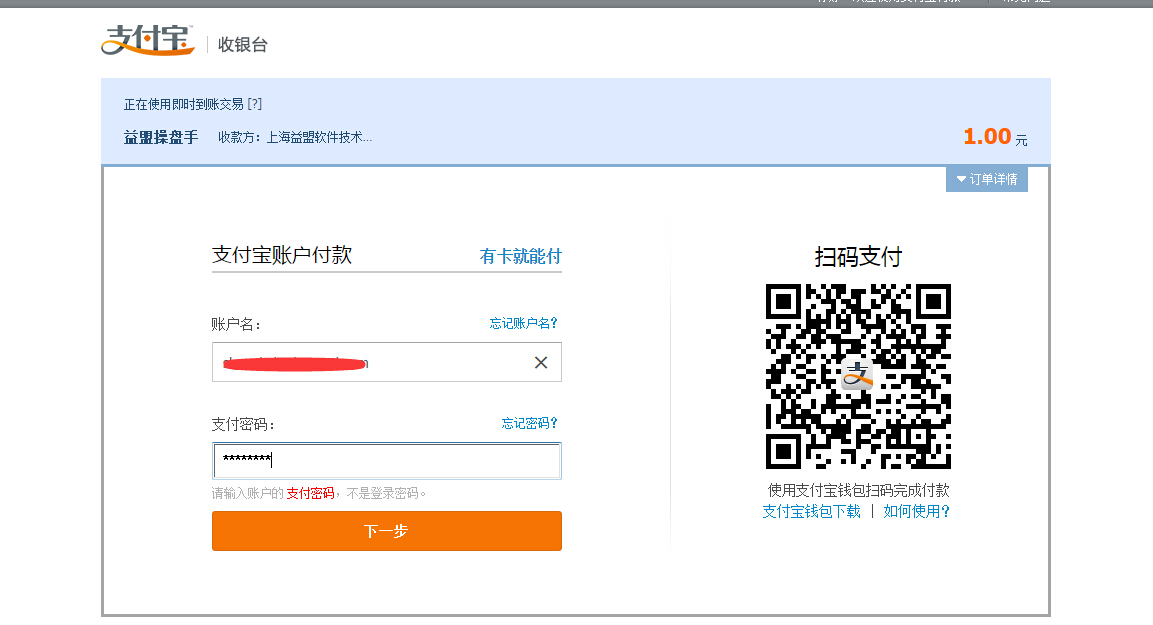 支付宝 收银台
正在使用即时到账交易 [?]
益盟操盘手 收款方：上海益盟软件技术...
1.00 元
订单详情
支付宝账户付款 有卡就能付
账户名：忘记账户名？
支付密码：忘记密码？
********
请输入账户的 支付密码，不是登录密码。
下一步
扫码支付
支
使用支付宝钱包扫码完成付款
支付宝钱包下载 | 如何使用？